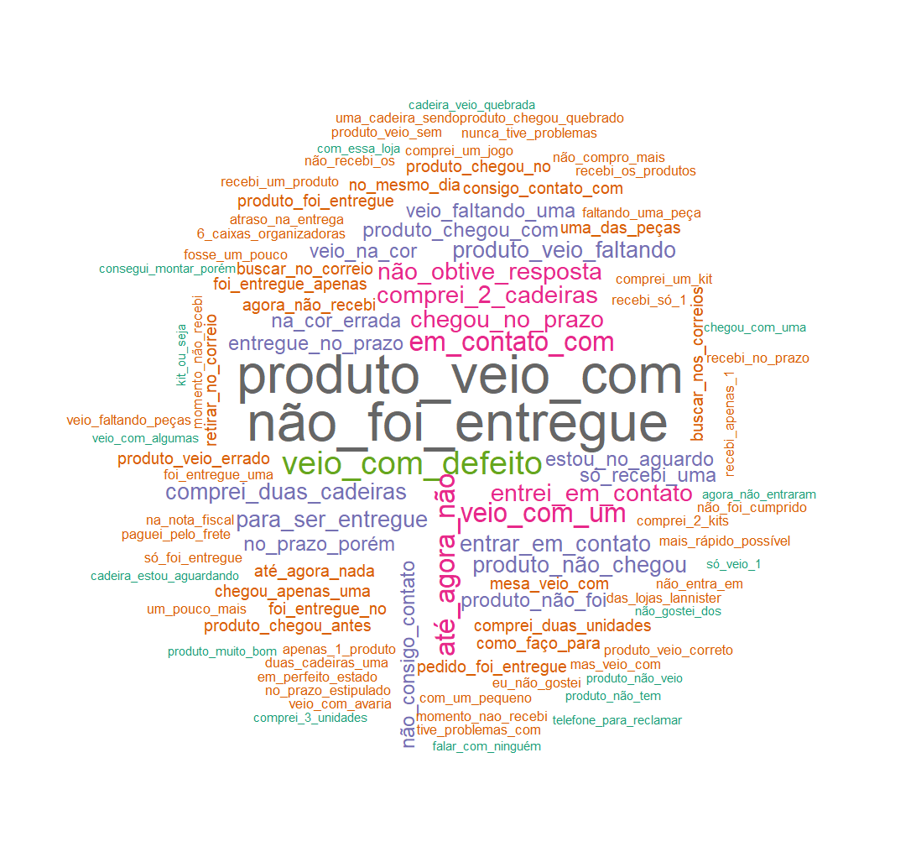 cadeira_veio_quebrada
uma_cadeira_sendo produto_chegou_quebrado
produto_veio_sem nunca_tive_problemas
com_essa_loja comprei_um_jogo
não_recebi_os produto_chegou_no não_compro_mais
recebi_os_produtos
recebi_um_produto no_mesmo_dia consigo_contato_com
produto_foi_entregue veio_faltando_uma faltando_uma_peça
atraso_na_entrega produto_chegou_com uma_das_peças
6_caixas_organizadoras
fosse_um_pouco veio_na_cor produto_veio_faltando
consegui_montar_porém buscar_no_correio não_obtive_resposta
foi_entregue_apenas comprei_um_kit
agora_não_recebi comprei_2_cadeiras recebi_só_1
na_cor_errada chegou_no_prazo
chegou_com_uma
entregue_no_prazo em_contato_com
recebi_no_prazo
kit_ou_seja
momento_não_recebi
retirar_no_correio
buscar_nos_correios
recebi_apenas_1
produto_veio_com
não_foi_entregue
veio_faltando_peças
veio_com_algumas
produto_veio_errado veio_com_defeito estou_no_aguardo
foi_entregue_uma só_recebi_uma
comprei_duas_cadeiras entrei_em_contato agora_não_entraram
até_agora_não
não_foi_cumprido
na_nota_fiscal para_ser_entregue veio_com_um comprei_2_kits
paguei_pelo_frete
no_prazo_porém entrar_em_contato mais_rápido_possível
só_foi_entregue produto_não_chegou só_veio_1
cadeira_estou_aguardando até_agora_nada mesa_veio_com não_entra_em
chegou_apenas_uma produto_não_foi das_lojas_lannister
um_pouco_mais foi_entregue_no não_gostei_dos
produto_chegou_antes comprei_duas_unidades
não_consigo_contato
produto_muito_bom apenas_1_produto como_faço_para produto_veio_correto
duas_cadeiras_uma pedido_foi_entregue mas_veio_com
em_perfeito_estado eu_não_gostei produto_não_veio
no_prazo_estipulado com_um_pequeno produto_não_tem
veio_com_avaria
comprei_3_unidades momento_nao_recebi telefone_para_reclamar
tive_problemas_com
falar_com_ninguém